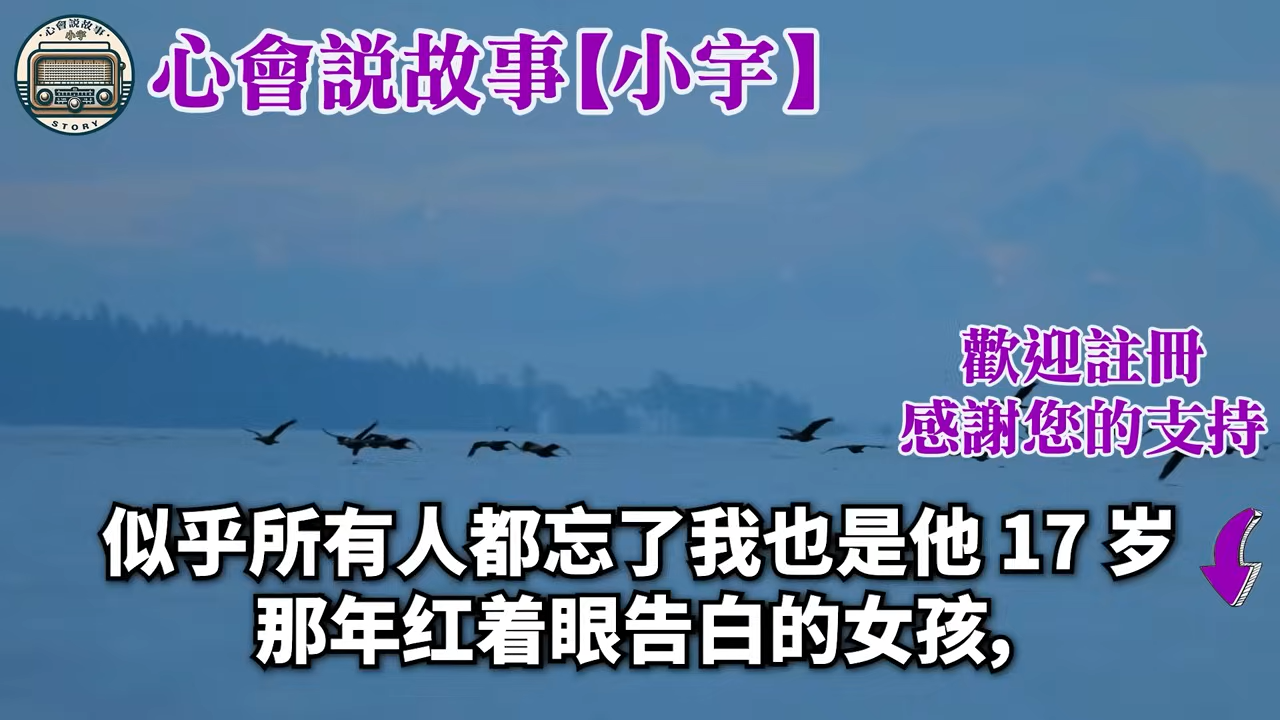 心會説故事
小宇
STORY
心會説故事【小宇】
歡迎註冊
感謝您的支持
似乎所有人都忘了我也是他 17 岁
那年红着眼告白的女孩,